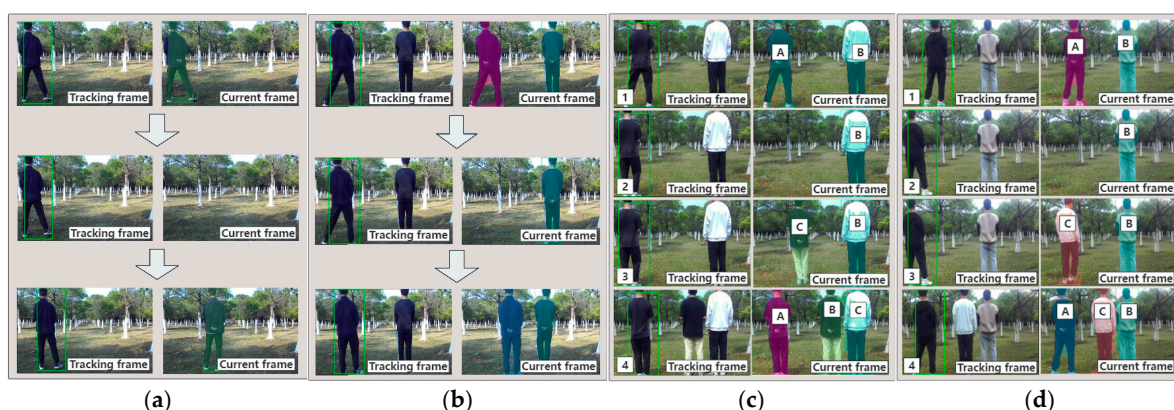 Tracking frame Current frame Tracking frame Current frame A B 1 Tracking frame Current frame A B 1 Tracking frame Current frame
Tracking frame Current frame Tracking frame Current frame B 2 Tracking frame Current frame B 2 Tracking frame Current frame
C B 3 Tracking frame Current frame C B 3 Tracking frame Current frame
Tracking frame Current frame Tracking frame Current frame A B C 4 Tracking frame Current frame A C B 4 Tracking frame Current frame
(a) (b) (c) (d)